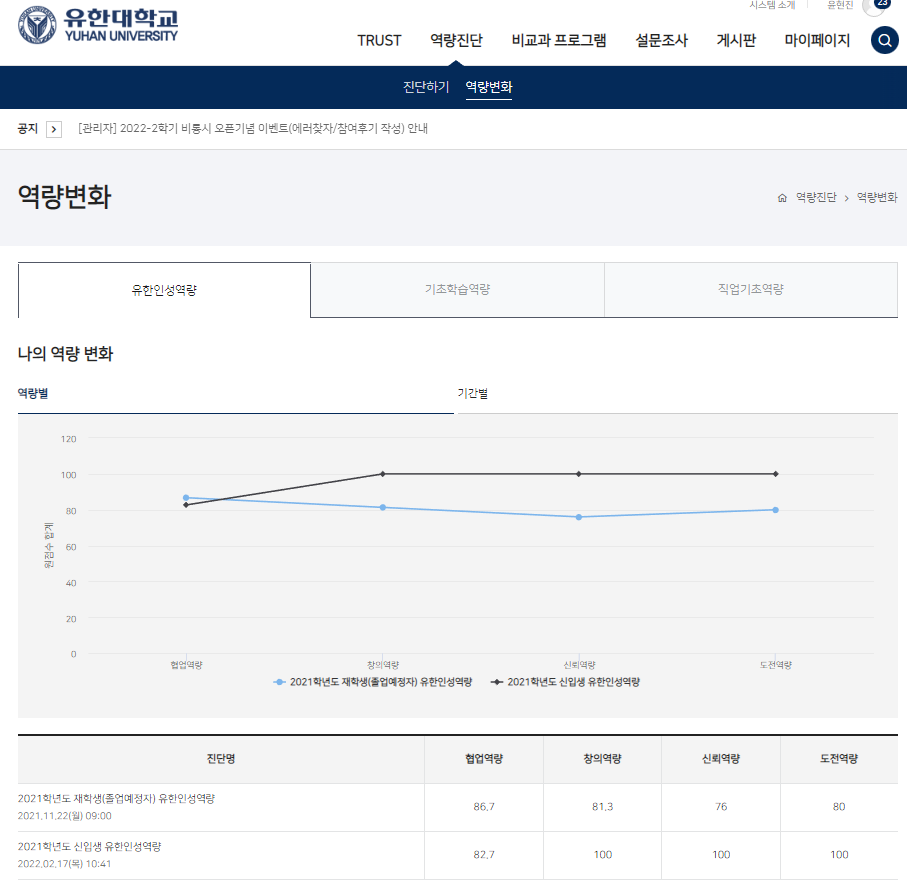 시스템 소개
윤현진
23
유한대학교
YUHAN UNIVERSITY
TRUST 역량진단 비교과 프로그램 설문조사 게시판 마이페이지
진단하기 역량변화
공지 [관리자] 2022-2학기 비통시 오픈기념 이벤트(에러찾자/참여후기 작성) 안내
역량변화
역량진단 > 역량변화
유한인성역량 기초학습역량 직업기초역량
나의 역량 변화
역량별 기간별
120
100
80
60
40
20
0
원점수 합계
협업역량 창의역량 신뢰역량 도전역량
2021학년도 재학생(졸업예정자) 유한인성역량 2021학년도 신입생 유한인성역량
진단명 협업역량 창의역량 신뢰역량 도전역량
2021학년도 재학생(졸업예정자) 유한인성역량
2021.11.22(월) 09:00
86.7 81.3 76 80
2021학년도 신입생 유한인성역량
2022.02.17(목) 10:41
82.7 100 100 100